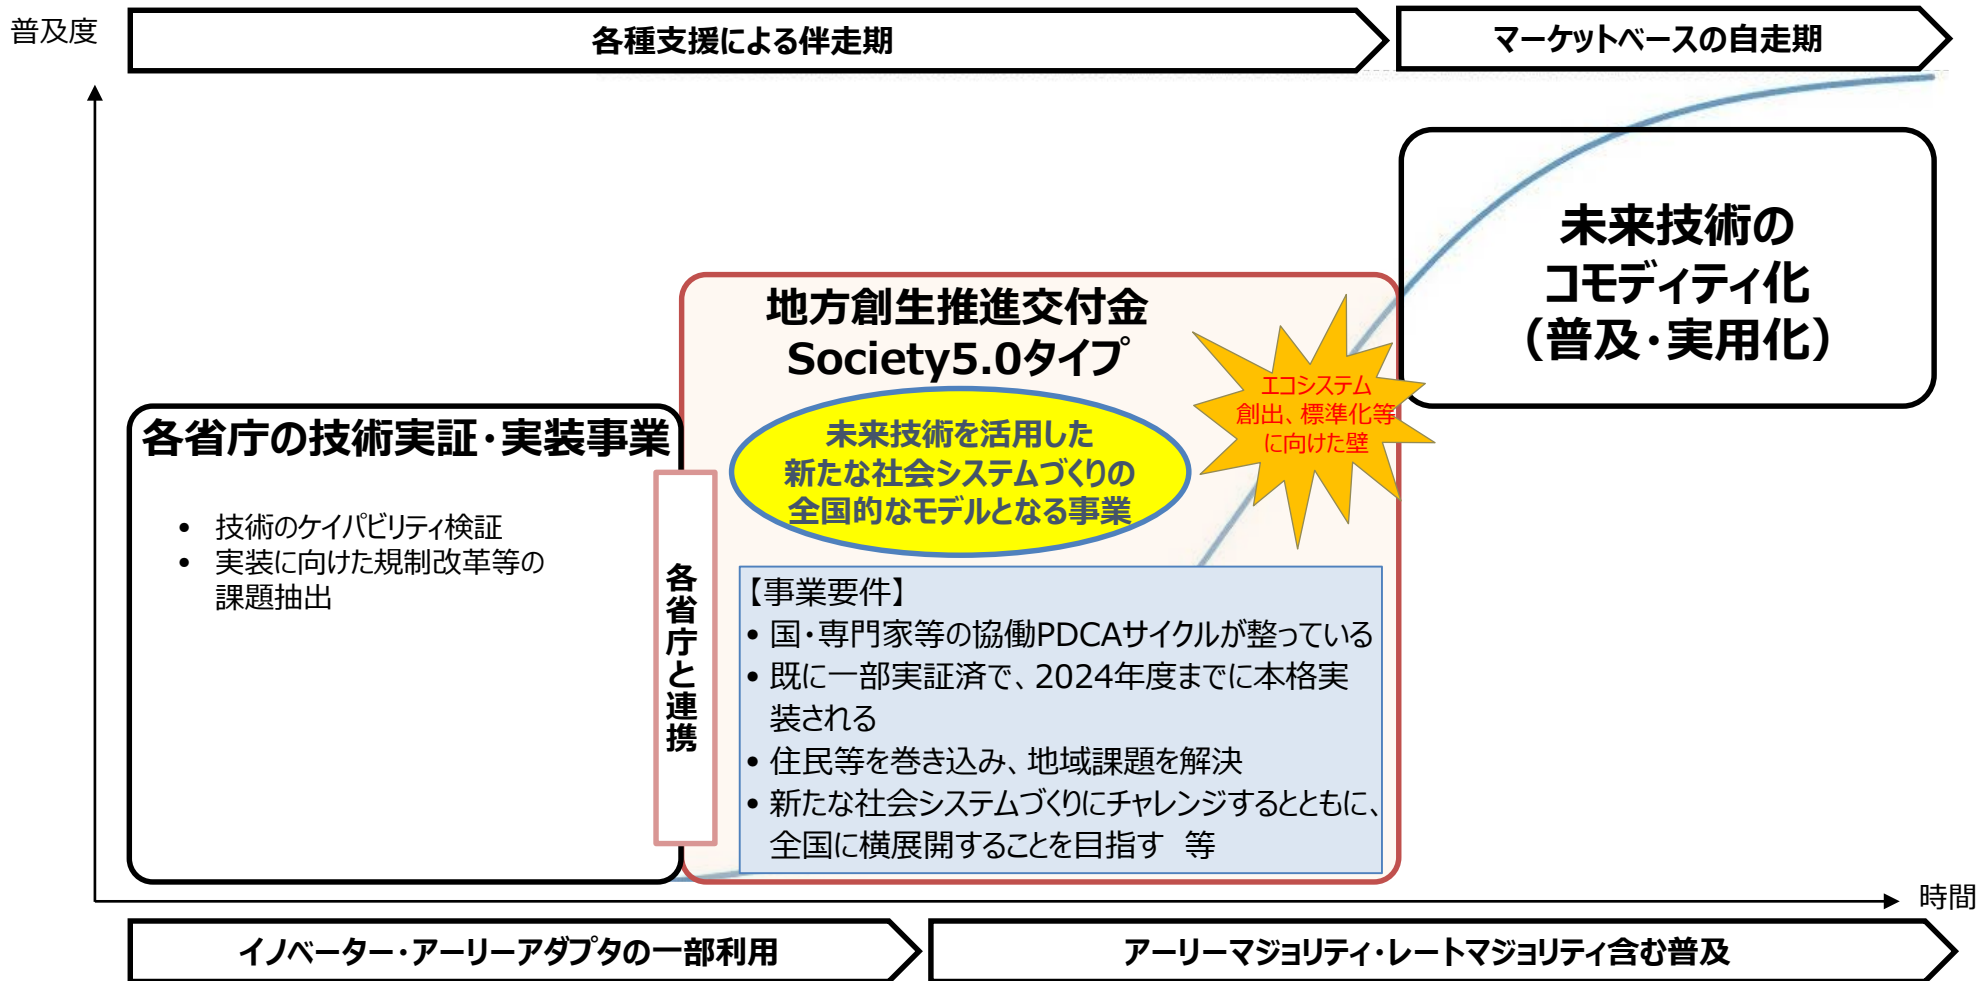 普及度
各種支援による伴走期
マーケットベースの自走期
未来技術の
コモディティ化
（普及・実用化）
地方創生推進交付金
Society5.0タイプ
エコシステム
創出、標準化等
に向けた壁
未来技術を活用した
新たな社会システムづくりの
全国的なモデルとなる事業
各省庁の技術実証・実装事業
• 技術のケイパビリティ検証
• 実装に向けた規制改革等の
課題抽出
各省庁と連携
【事業要件】
• 国・専門家等の協働PDCAサイクルが整っている
• 既に一部実証済で、2024年度までに本格実
装される
• 住民等を巻き込み、地域課題を解決
• 新たな社会システムづくりにチャレンジするとともに、
全国に横展開することを目指す　等
時間
イノベーター・アーリーアダプタの一部利用
アーリーマジョリティ・レートマジョリティ含む普及